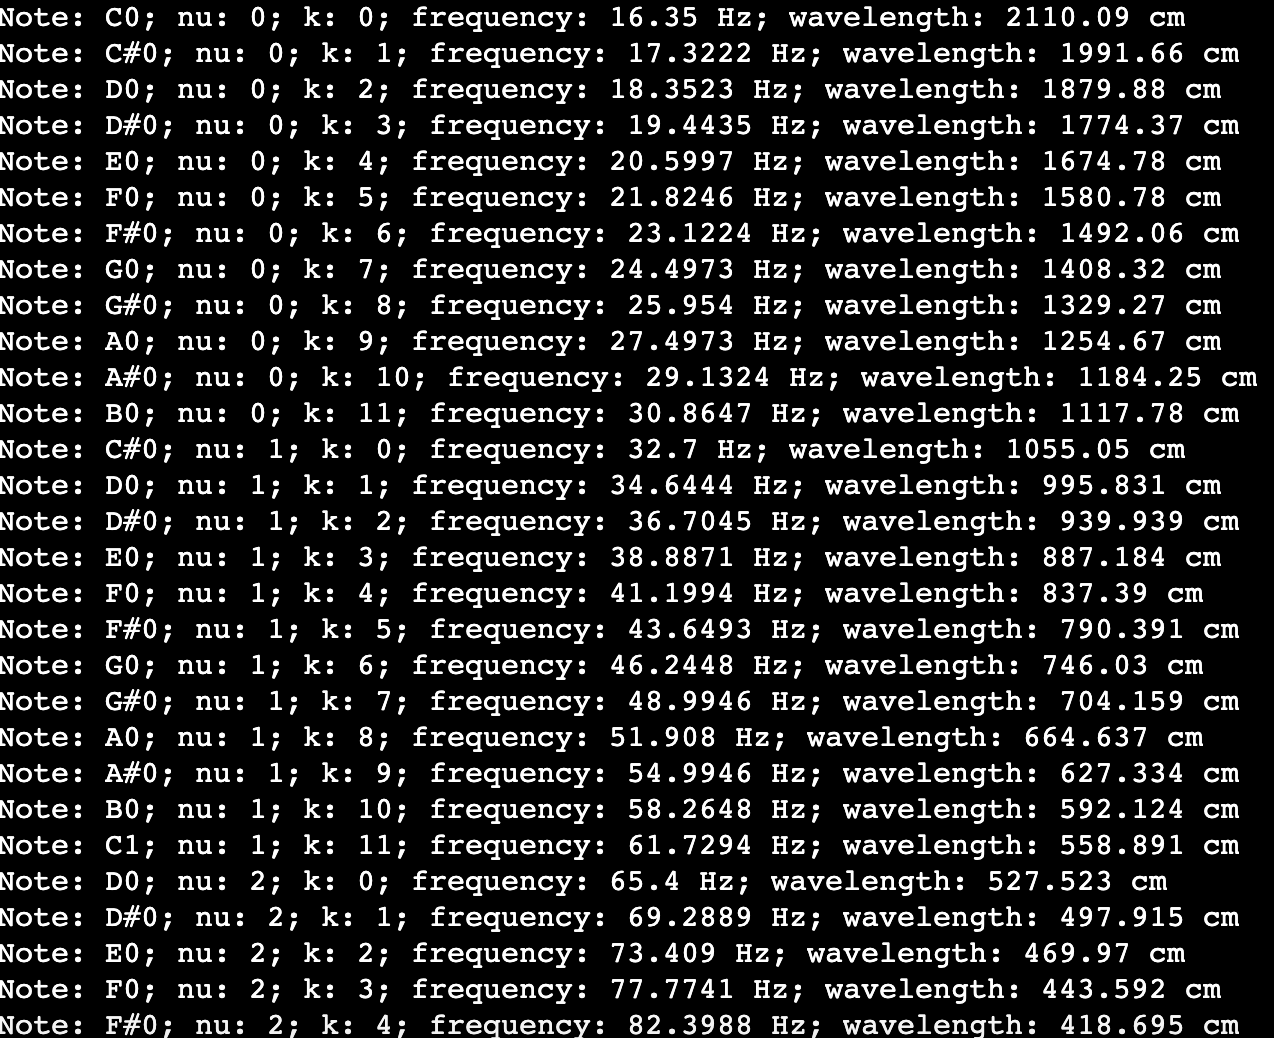 Note: C0; nu: 0; k: 0; frequency: 16.35 Hz; wavelength: 2110.09 cm
Note: C#0; nu: 0; k: 1; frequency: 17.3222 Hz; wavelength: 1991.66 cm
Note: D0; nu: 0; k: 2; frequency: 18.3523 Hz; wavelength: 1879.88 cm
Note: D#0; nu: 0; k: 3; frequency: 19.4435 Hz; wavelength: 1774.37 cm
Note: E0; nu: 0; k: 4; frequency: 20.5997 Hz; wavelength: 1674.78 cm
Note: F0; nu: 0; k: 5; frequency: 21.8246 Hz; wavelength: 1580.78 cm
Note: F#0; nu: 0; k: 6; frequency: 23.1224 Hz; wavelength: 1492.06 cm
Note: G0; nu: 0; k: 7; frequency: 24.4973 Hz; wavelength: 1408.32 cm
Note: G#0; nu: 0; k: 8; frequency: 25.954 Hz; wavelength: 1329.27 cm
Note: A0; nu: 0; k: 9; frequency: 27.4973 Hz; wavelength: 1254.67 cm
Note: A#0; nu: 0; k: 10; frequency: 29.1324 Hz; wavelength: 1184.25 cm
Note: B0; nu: 0; k: 11; frequency: 30.8647 Hz; wavelength: 1117.78 cm
Note: C#0; nu: 1; k: 0; frequency: 32.7 Hz; wavelength: 1055.05 cm
Note: D0; nu: 1; k: 1; frequency: 34.6444 Hz; wavelength: 995.831 cm
Note: D#0; nu: 1; k: 2; frequency: 36.7045 Hz; wavelength: 939.939 cm
Note: E0; nu: 1; k: 3; frequency: 38.8871 Hz; wavelength: 887.184 cm
Note: F0; nu: 1; k: 4; frequency: 41.1994 Hz; wavelength: 837.39 cm
Note: F#0; nu: 1; k: 5; frequency: 43.6493 Hz; wavelength: 790.391 cm
Note: G0; nu: 1; k: 6; frequency: 46.2448 Hz; wavelength: 746.03 cm
Note: G#0; nu: 1; k: 7; frequency: 48.9946 Hz; wavelength: 704.159 cm
Note: A0; nu: 1; k: 8; frequency: 51.908 Hz; wavelength: 664.637 cm
Note: A#0; nu: 1; k: 9; frequency: 54.9946 Hz; wavelength: 627.334 cm
Note: B0; nu: 1; k: 10; frequency: 58.2648 Hz; wavelength: 592.124 cm
Note: C1; nu: 1; k: 11; frequency: 61.7294 Hz; wavelength: 558.891 cm
Note: D0; nu: 2; k: 0; frequency: 65.4 Hz; wavelength: 527.523 cm
Note: D#0; nu: 2; k: 1; frequency: 69.2889 Hz; wavelength: 497.915 cm
Note: E0; nu: 2; k: 2; frequency: 73.409 Hz; wavelength: 469.97 cm
Note: F0; nu: 2; k: 3; frequency: 77.7741 Hz; wavelength: 443.592 cm
Note: F#0; nu: 2; k: 4; frequency: 82.3988 Hz; wavelength: 418.695 cm